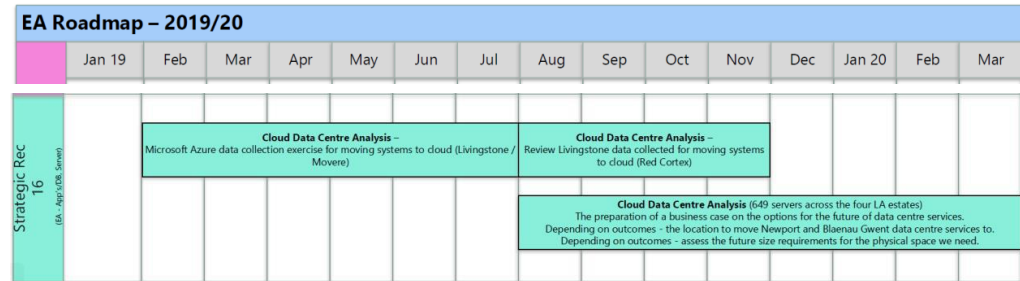 EA Roadmap – 2019/20
Jan 19 Feb Mar Apr May Jun Jul Aug Sep Oct Nov Dec Jan 20 Feb Mar
Strategic Rec
16
(EA - App's/DB, Server)
Cloud Data Centre Analysis –
Microsoft Azure data collection exercise for moving systems to cloud (Livingstone /
Movere)
Cloud Data Centre Analysis –
Review Livingstone data collected for moving systems
to cloud (Red Cortex)
Cloud Data Centre Analysis (649 servers across the four LA estates)
The preparation of a business case on the options for the future of data centre services.
Depending on outcomes - the location to move Newport and Blaenau Gwent data centre services to.
Depending on outcomes - assess the future size requirements for the physical space we need.